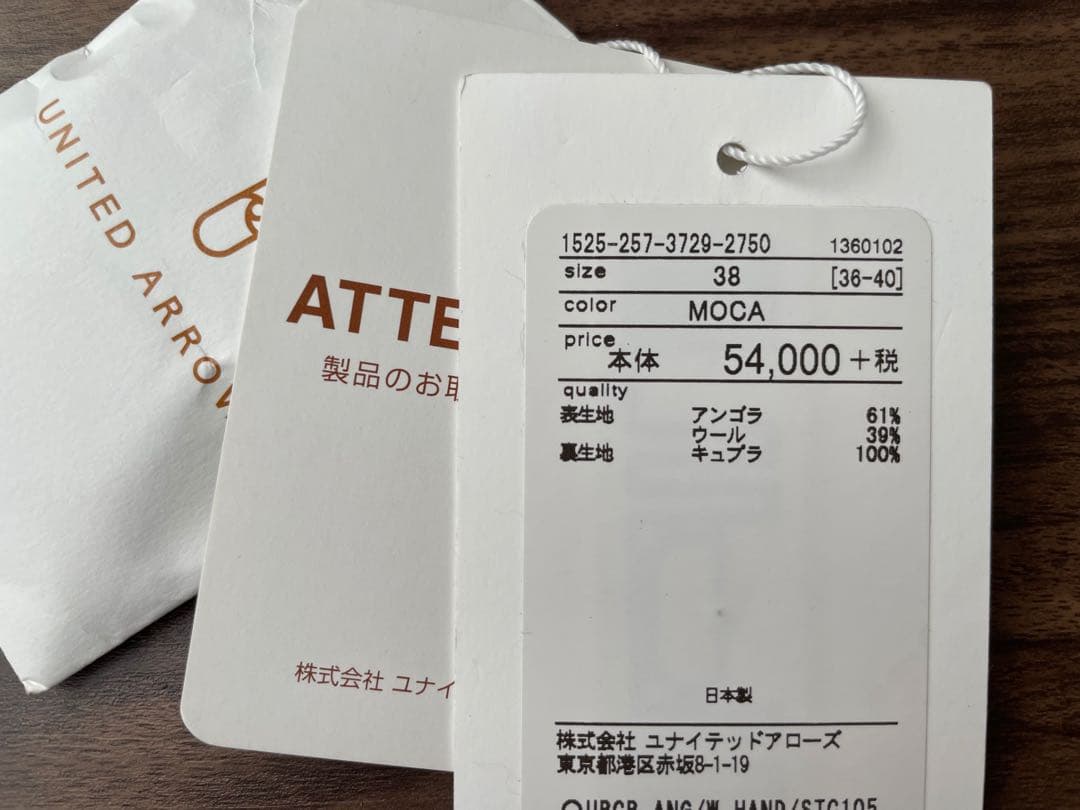 UNITED ARROW
ATTE
製品のお取
株式会社 ユナイ
1525-257-3729-2750 1360102
size 38 [36-40]
color MOCA
price 本体 54,000+税
quality
表生地 アンゴラ 61%
ウール 39%
裏生地 キュプラ 100%
日本製
株式会社 ユナイテッドアローズ
東京都港区赤坂8-1-19
UBCB ANG/W HAND/STC105